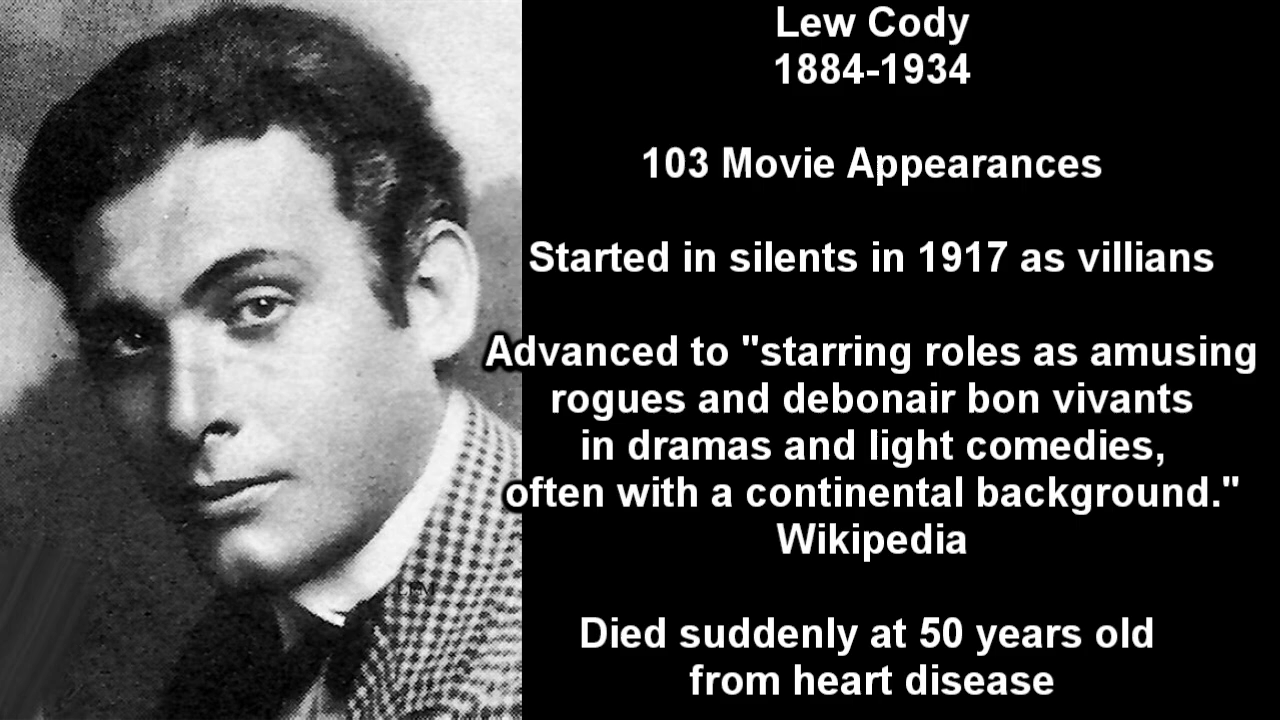 Lew Cody
1884-1934
103 Movie Appearances
Started in silents in 1917 as villians
Advanced to "starring roles as amusing
rogues and debonair bon vivants
in dramas and light comedies,
often with a continental background."
Wikipedia
Died suddenly at 50 years old
from heart disease